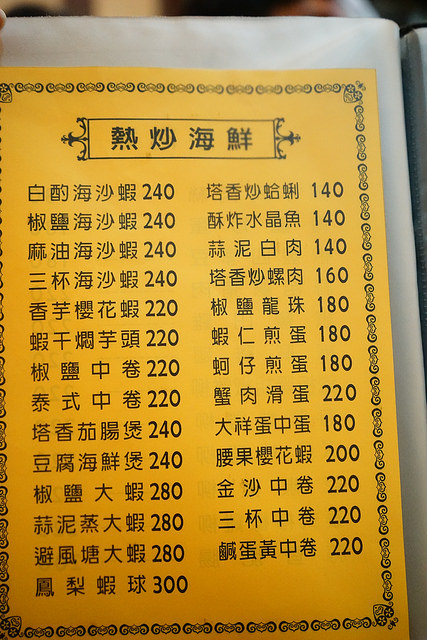 熱炒海鮮
白酌海沙蝦 240
椒鹽海沙蝦 240
麻油海沙蝦 240
三杯海沙蝦 240
香芋櫻花蝦 220
蝦干燜芋頭 220
椒鹽中卷 220
泰式中卷 220
塔香茄腸煲 240
豆腐海鮮煲 240
椒鹽大蝦 280
蒜泥蒸大蝦 280
避風塘大蝦 280
鳳梨蝦球 300
塔香炒蛤蜊 140
酥炸水晶魚 140
蒜泥白肉 140
塔香炒螺肉 160
椒鹽龍珠 180
蝦仁煎蛋 180
蚵仔煎蛋 180
蟹肉滑蛋 220
大祥蛋中蛋 180
腰果櫻花蝦 200
金沙中卷 220
三杯中卷 220
鹹蛋黃中卷 220